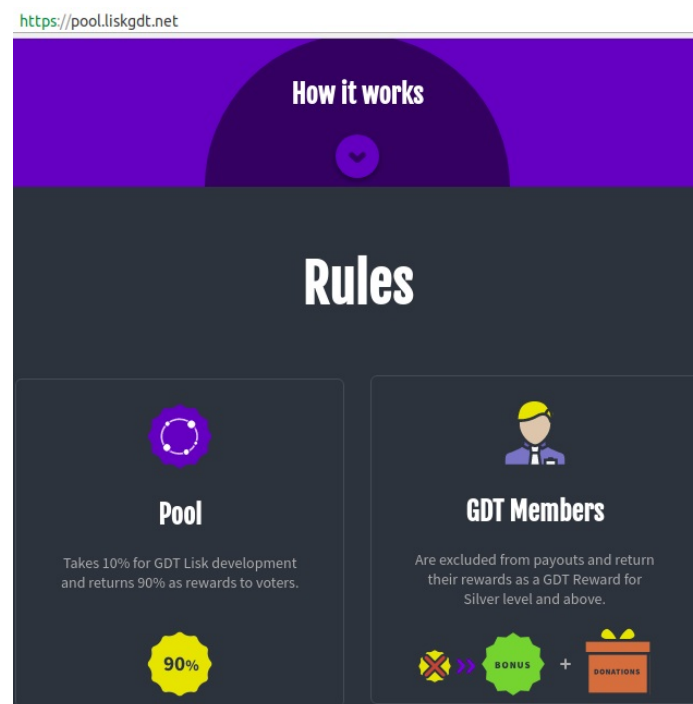 https://pool.liskgdt.net
How it works
Rules
Pool
Takes 10% for GDT Lisk development
and returns 90% as rewards to voters.
90%
GDT Members
Are excluded from payouts and return
their rewards as a GDT Reward for
Silver level and above.
BONUS + DONATIONS